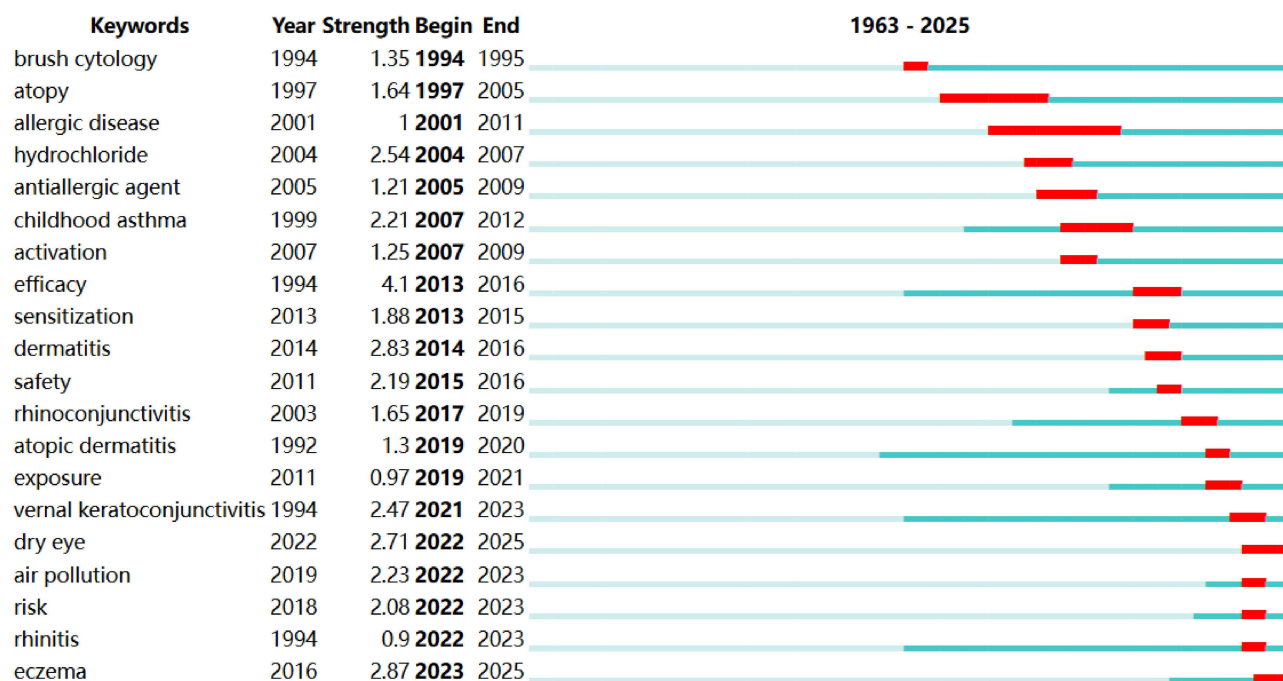 Keywords Year Strength Begin End 1963 - 2025
brush cytology 1994 1.35 1994 1995
atopy 1997 1.64 1997 2005
allergic disease 2001 1 2001 2011
hydrochloride 2004 2.54 2004 2007
antiallergic agent 2005 1.21 2005 2009
childhood asthma 1999 2.21 2007 2012
activation 2007 1.25 2007 2009
efficacy 1994 4.1 2013 2016
sensitization 2013 1.88 2013 2015
dermatitis 2014 2.83 2014 2016
safety 2011 2.19 2015 2016
rhinoconjunctivitis 2003 1.65 2017 2019
atopic dermatitis 1992 1.3 2019 2020
exposure 2011 0.97 2019 2021
vernal keratoconjunctivitis 1994 2.47 2021 2023
dry eye 2022 2.71 2022 2025
air pollution 2019 2.23 2022 2023
risk 2018 2.08 2022 2023
rhinitis 1994 0.9 2022 2023
eczema 2016 2.87 2023 2025